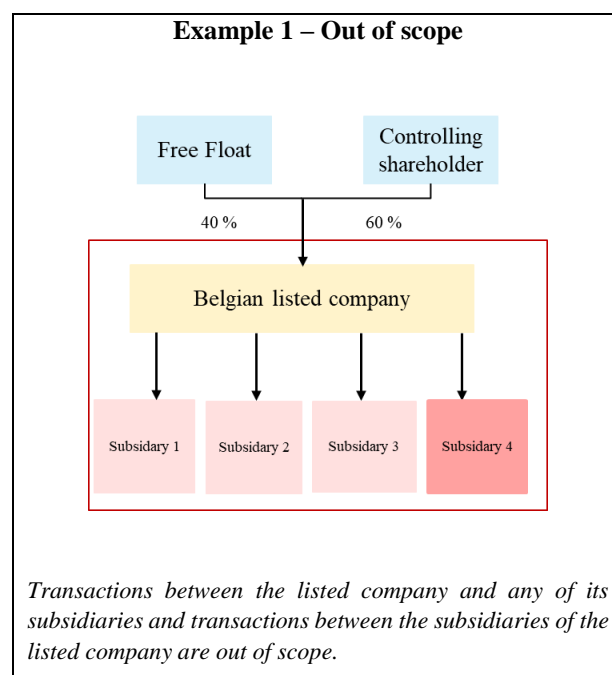 Example 1 – Out of scope
Free Float
Controlling
shareholder
40 %
60 %
Belgian listed company
Subsidary 1
Subsidary 2
Subsidary 3
Subsidary 4
Transactions between the listed company and any of its
subsidiaries and transactions between the subsidiaries of the
listed company are out of scope.